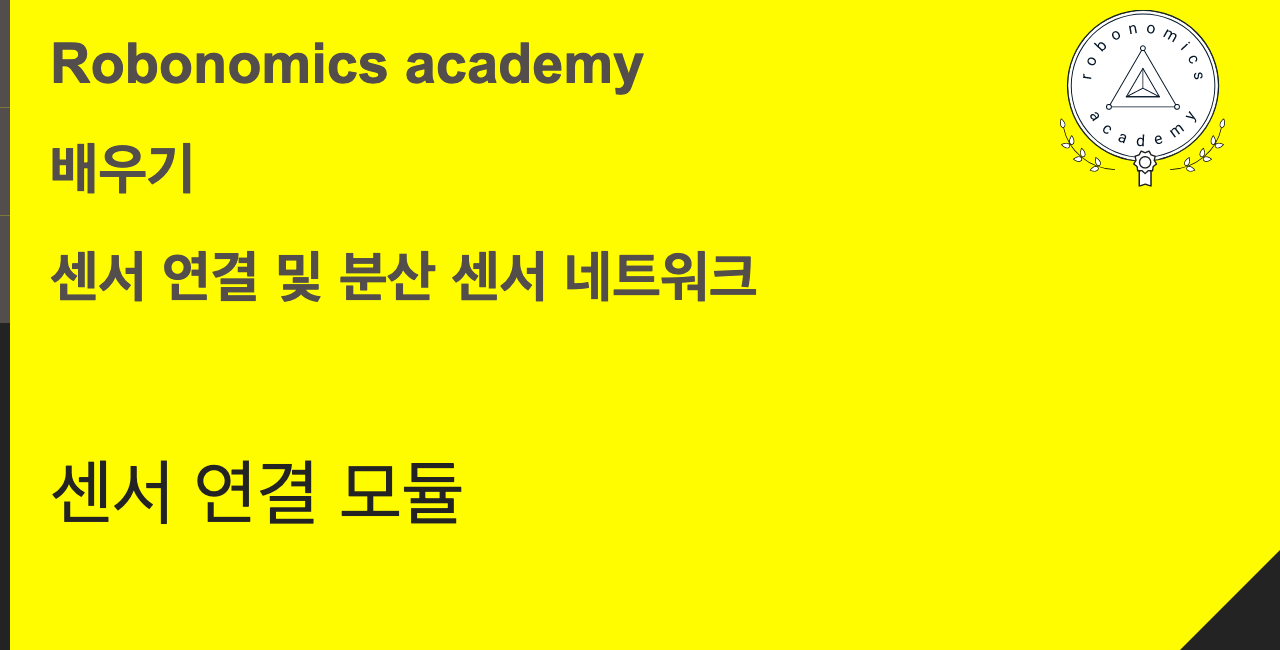 Robonomics academy
배우기
센서 연결 및 분산 센서 네트워크
센서 연결 모듈
robonomics
academy